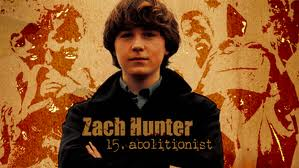 Zach Hunter
15, abolitionist